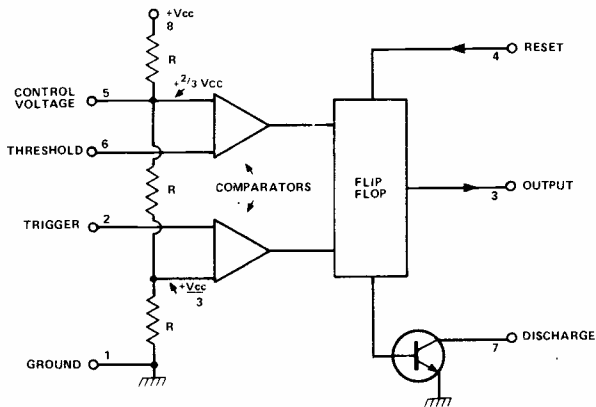 +Vcc
8
R
4
RESET
CONTROL
VOLTAGE
5
+2/3 VCC
THRESHOLD
6
R
COMPARATORS
FLIP
FLOP
3
OUTPUT
TRIGGER
2
+Vcc
3
R
7
DISCHARGE
GROUND
1